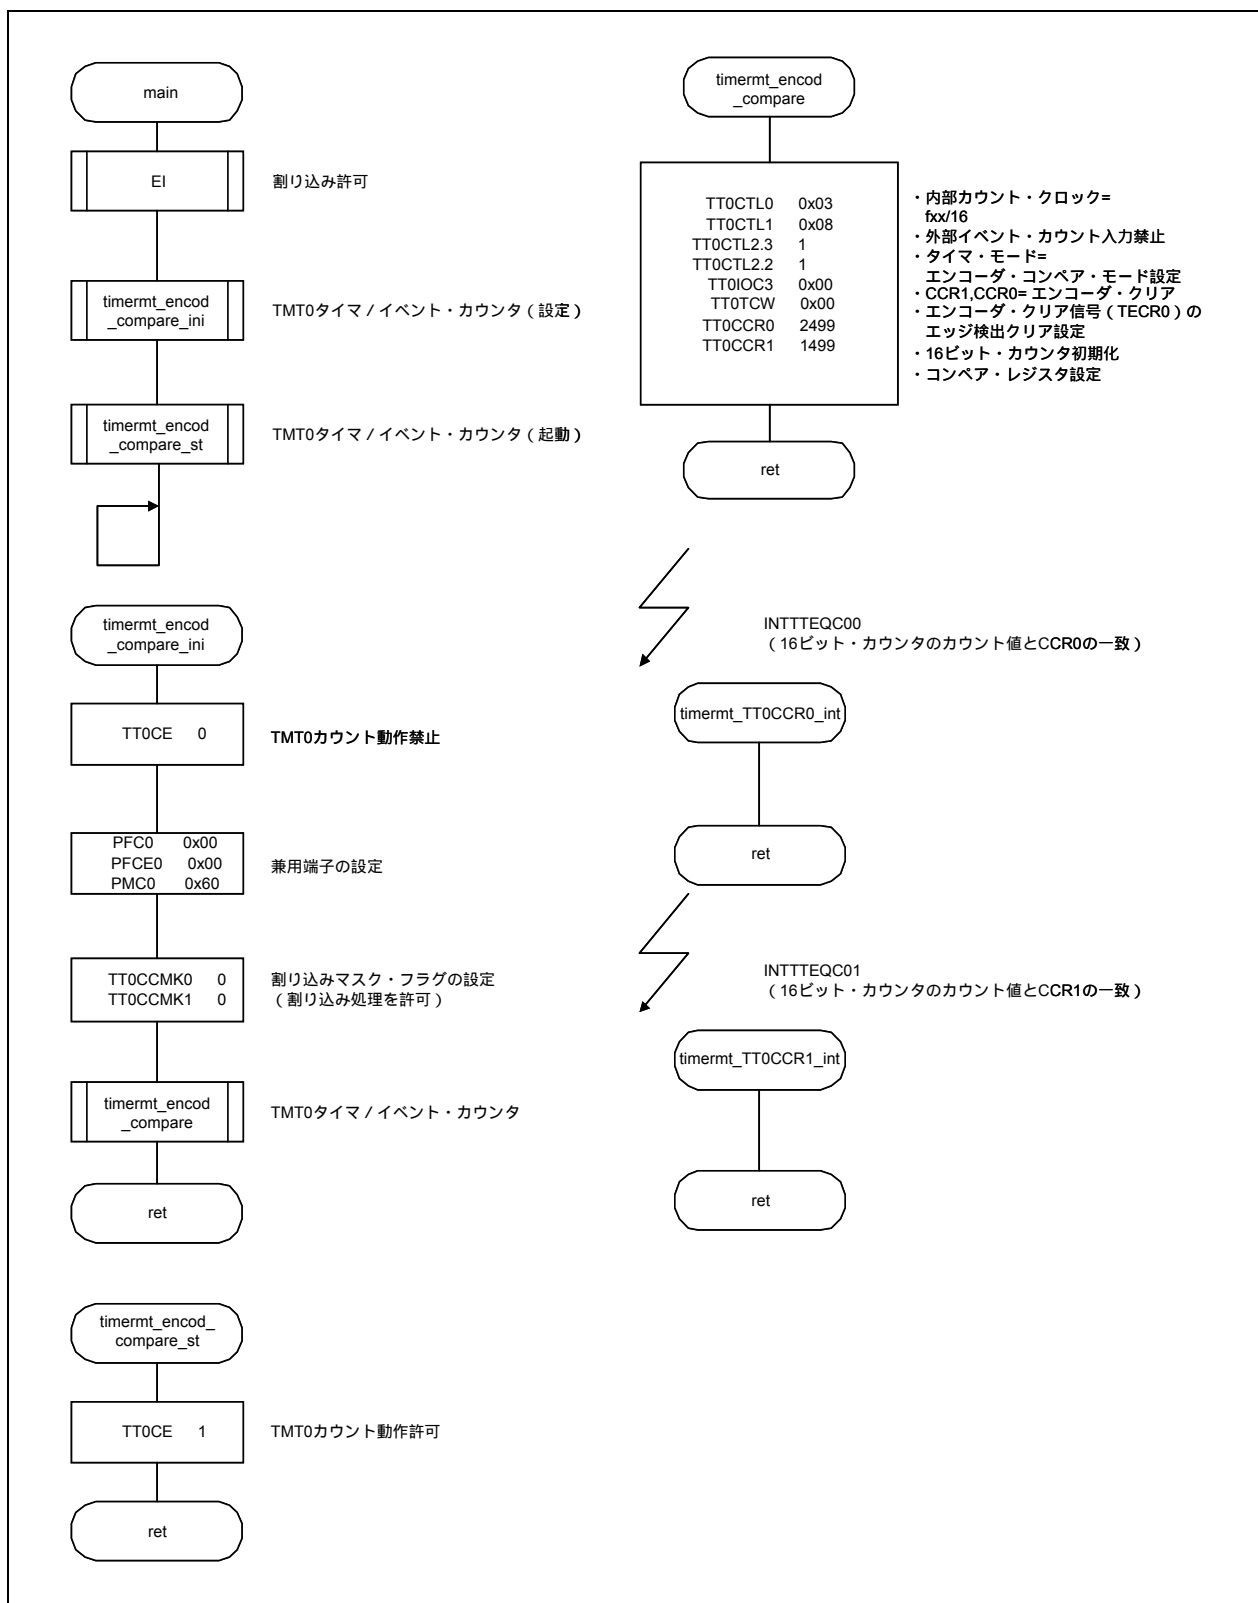 main
EI
割り込み許可
timermt_encod
_compare_ini
TMT0タイマ / イベント・カウンタ（設定）
timermt_encod
_compare_st
TMT0タイマ / イベント・カウンタ（起動）
timermt_encod
_compare_ini
TT0CE 0
TMT0カウント動作禁止
PFC0 0x00
PFCE0 0x00
PMC0 0x60
兼用端子の設定
TT0CCMK0 0
TT0CCMK1 0
割り込みマスク・フラグの設定
（割り込み処理を許可）
timermt_encod
_compare
TMT0タイマ / イベント・カウンタ
ret
timermt_encod_
compare_st
TT0CE 1
TMT0カウント動作許可
ret
timermt_encod
_compare
TT0CTL0 0x03
TT0CTL1 0x08
TT0CTL2.3 1
TT0CTL2.2 1
TT0IOC3 0x00
TT0TCW 0x00
TT0CCR0 2499
TT0CCR1 1499
・内部カウント・クロック=
fxx/16
・外部イベント・カウント入力禁止
・タイマ・モード=
エンコーダ・コンペア・モード設定
・CCR1,CCR0= エンコーダ・クリア
・エンコーダ・クリア信号（TECR0）の
エッジ検出クリア設定
・16ビット・カウンタ初期化
・コンペア・レジスタ設定
ret
INTTTEQC00
（16ビット・カウンタのカウント値とCCR0の一致）
timermt_TT0CCR0_int
ret
INTTTEQC01
（16ビット・カウンタのカウント値とCCR1の一致）
timermt_TT0CCR1_int
ret